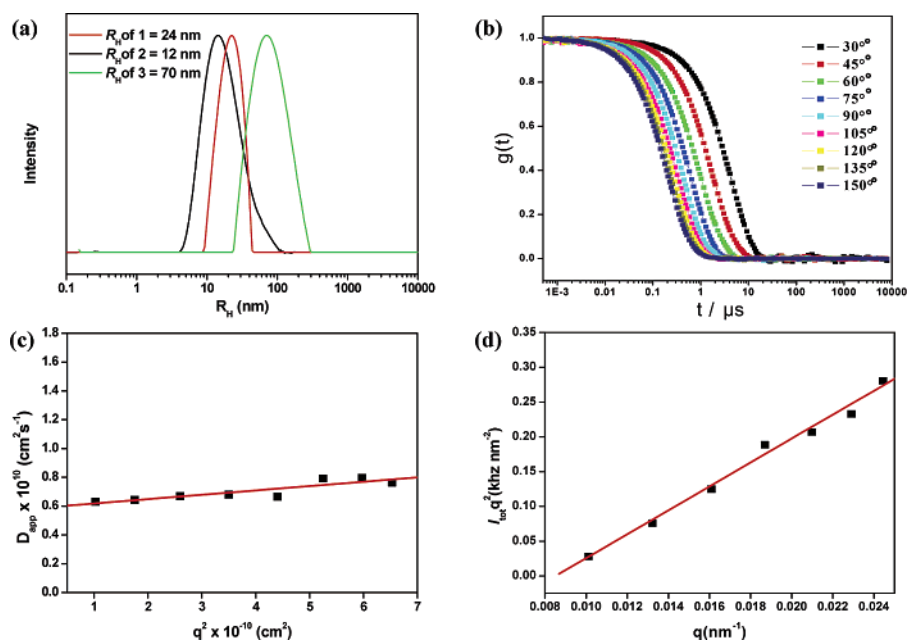 (a)
R_H of 1 = 24 nm
R_H of 2 = 12 nm
R_H of 3 = 70 nm
Intensity
0.1 1 10 100 1000 10000
R_H (nm)
(b)
30°°
45°°
60°°
75°°
90°°
105°°
120°°
135°°
150°°
g(t)
1.0
0.8
0.6
0.4
0.2
0.0
1E-3 0.01 0.1 1 10 100 1000 10000
t / μs
(c)
D_app x 10^10 (cm^2s^-1)
1.8
1.6
1.4
1.2
1.0
0.8
0.6
0.4
0.2
0.0
1 2 3 4 5 6 7
q^2 x 10^-10 (cm^2)
(d)
I_tot q^2(khz nm^-2)
0.35
0.30
0.25
0.20
0.15
0.10
0.05
0.00
0.008 0.010 0.012 0.014 0.016 0.018 0.020 0.022 0.024
q(nm^-1)